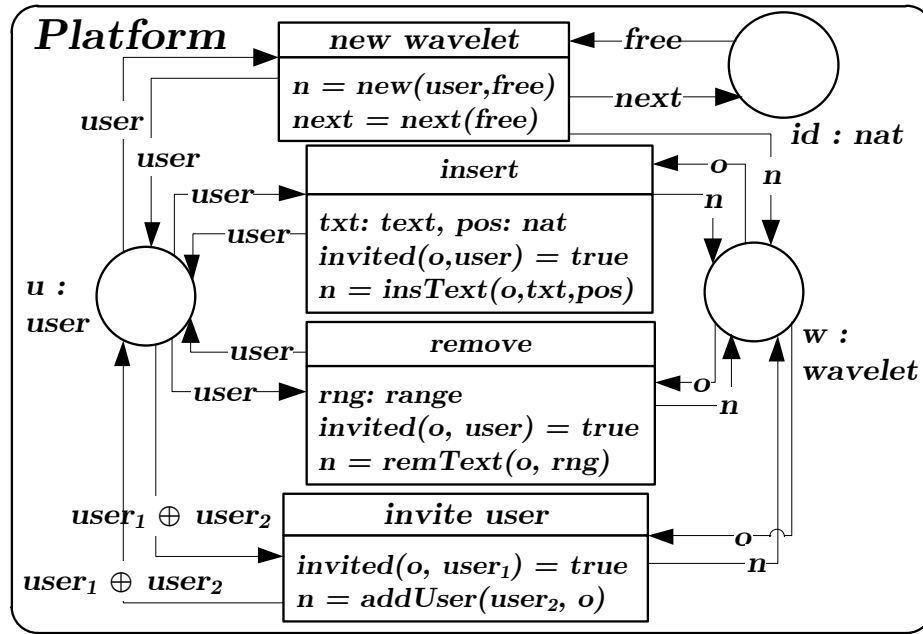 Platform
new wavelet
n = new(user,free)
next = next(free)
free
next
id : nat
user
user
n
insert
txt: text, pos: nat
invited(o,user) = true
n = insText(o,txt,pos)
user
user
o
n
u :
user
w :
wavelet
remove
rng: range
invited(o, user) = true
n = remText(o, rng)
user
user
o
n
invite user
invited(o, user₁) = true
n = addUser(user₂, o)
user₁ ⊕ user₂
user₁ ⊕ user₂
o
n